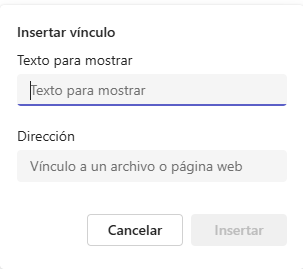 Insertar vínculo
Texto para mostrar
Texto para mostrar
Dirección
Vínculo a un archivo o página web
Cancelar
Insertar